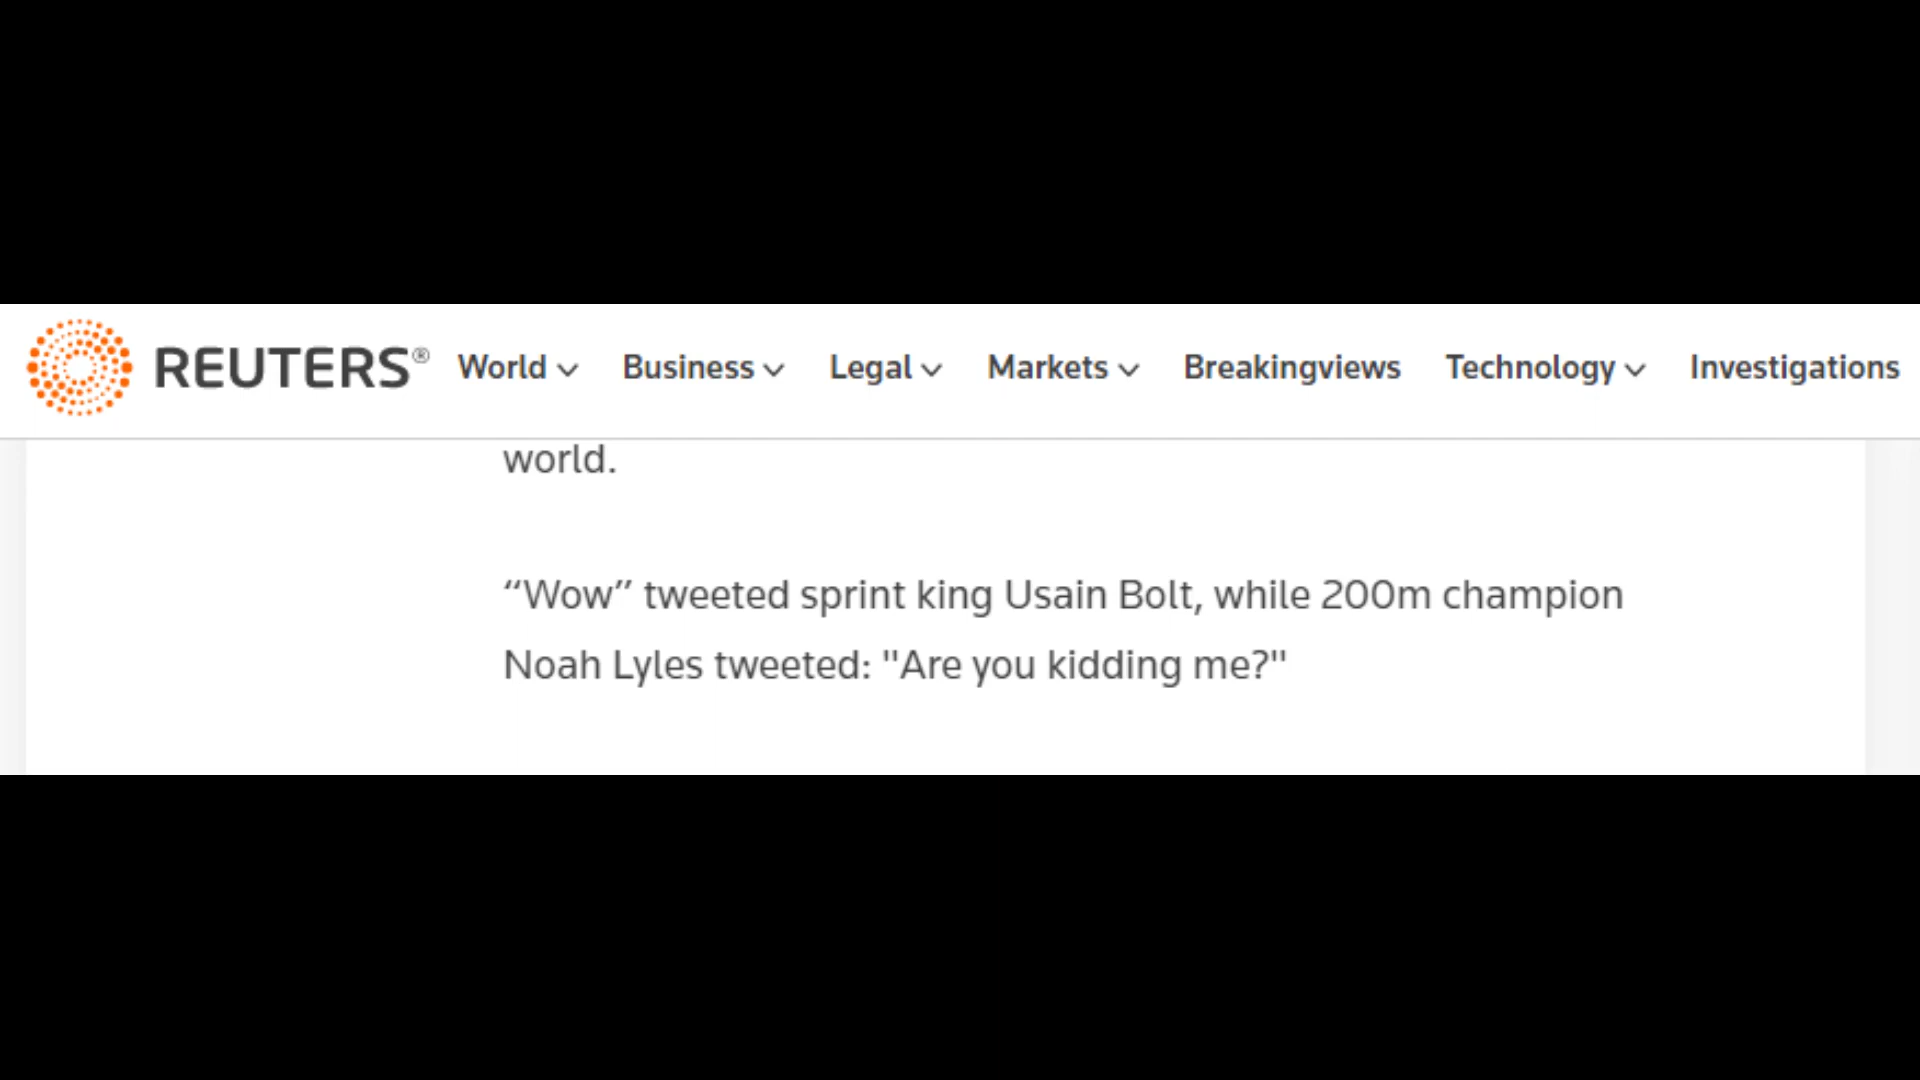 REUTERS® World Business Legal Markets Breakingviews Technology Investigations
world.
“Wow” tweeted sprint king Usain Bolt, while 200m champion
Noah Lyles tweeted: "Are you kidding me?"